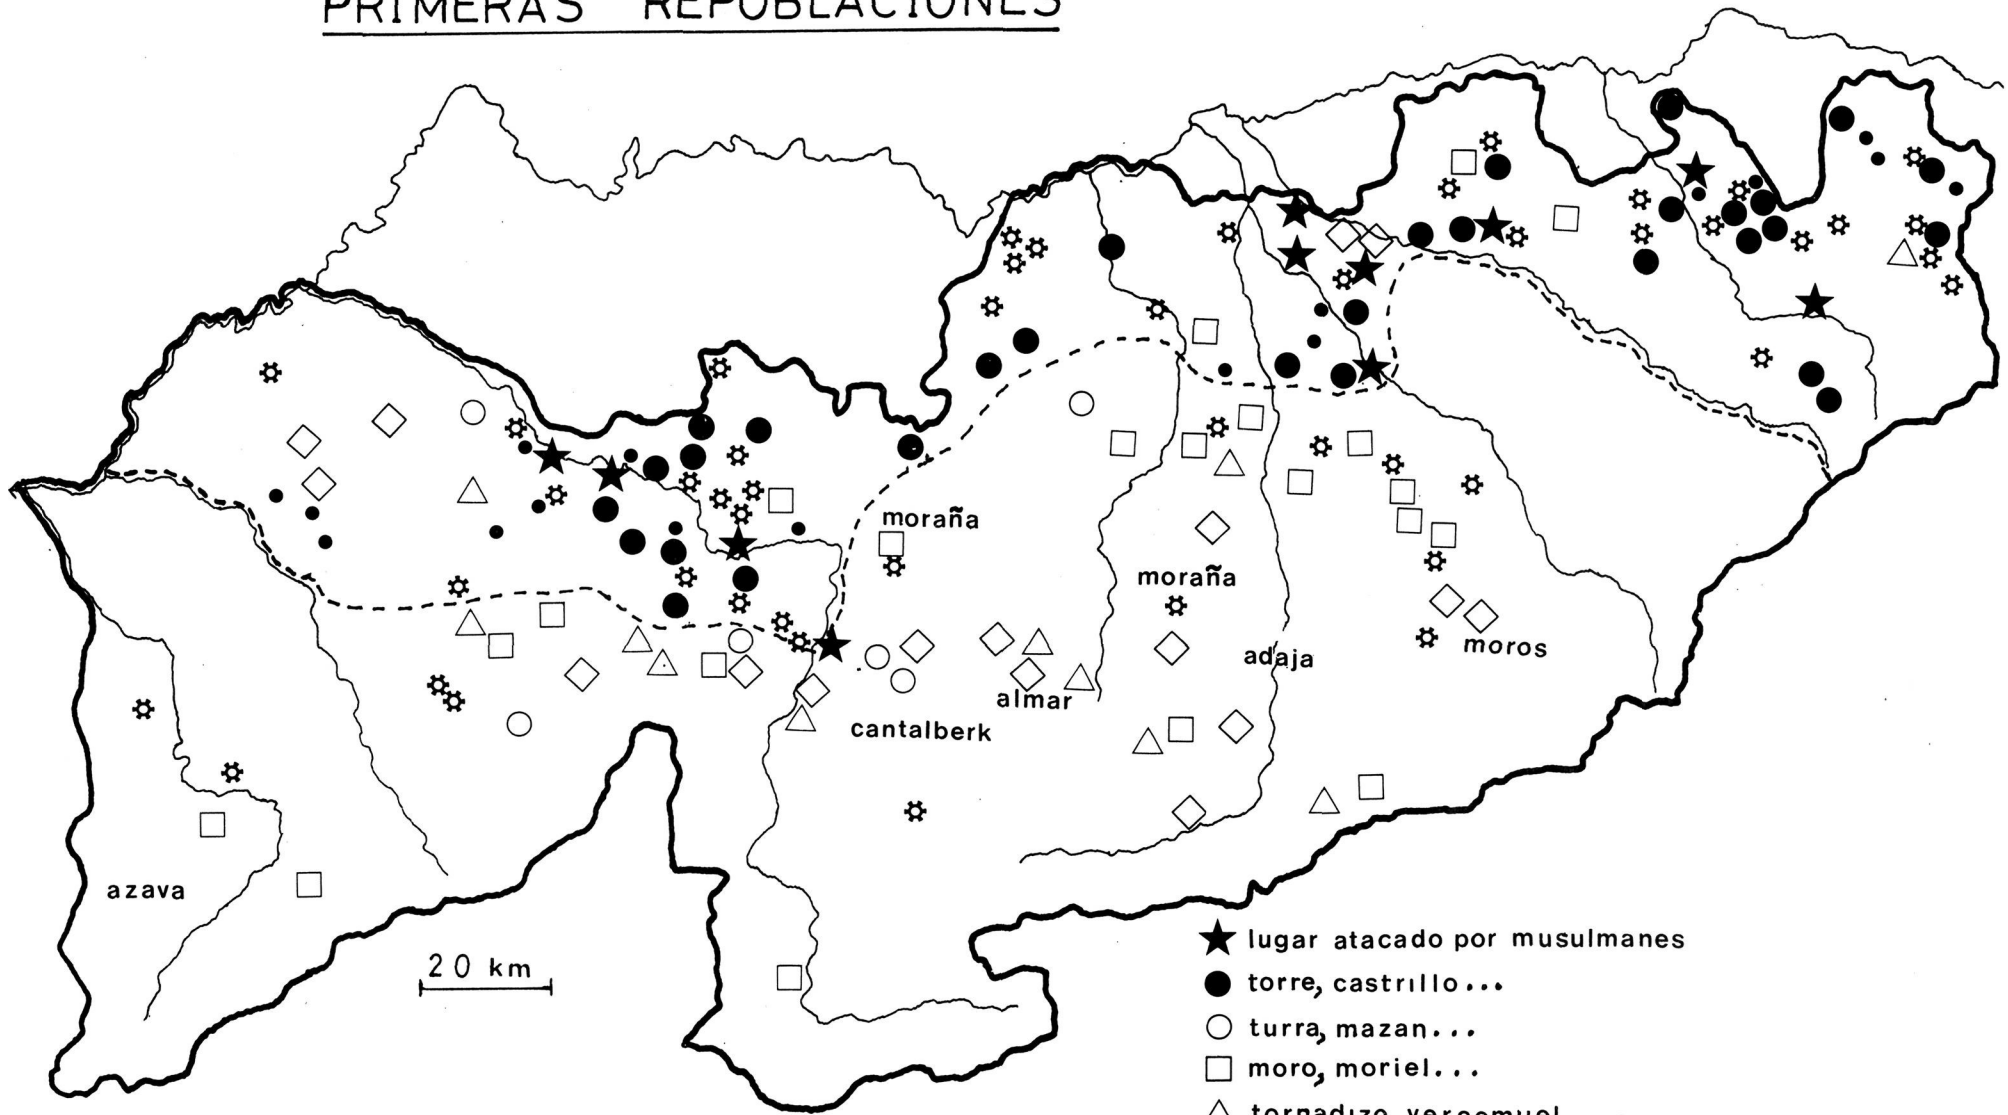 PRIMERAS REPOBLACIONES
moraña
moraña
adaja
moros
almar
cantalberk
azava
20 km
lugar atacado por musulmanes
torre, castrillo...
turra, mazan...
moro, moriel...
tornadizo